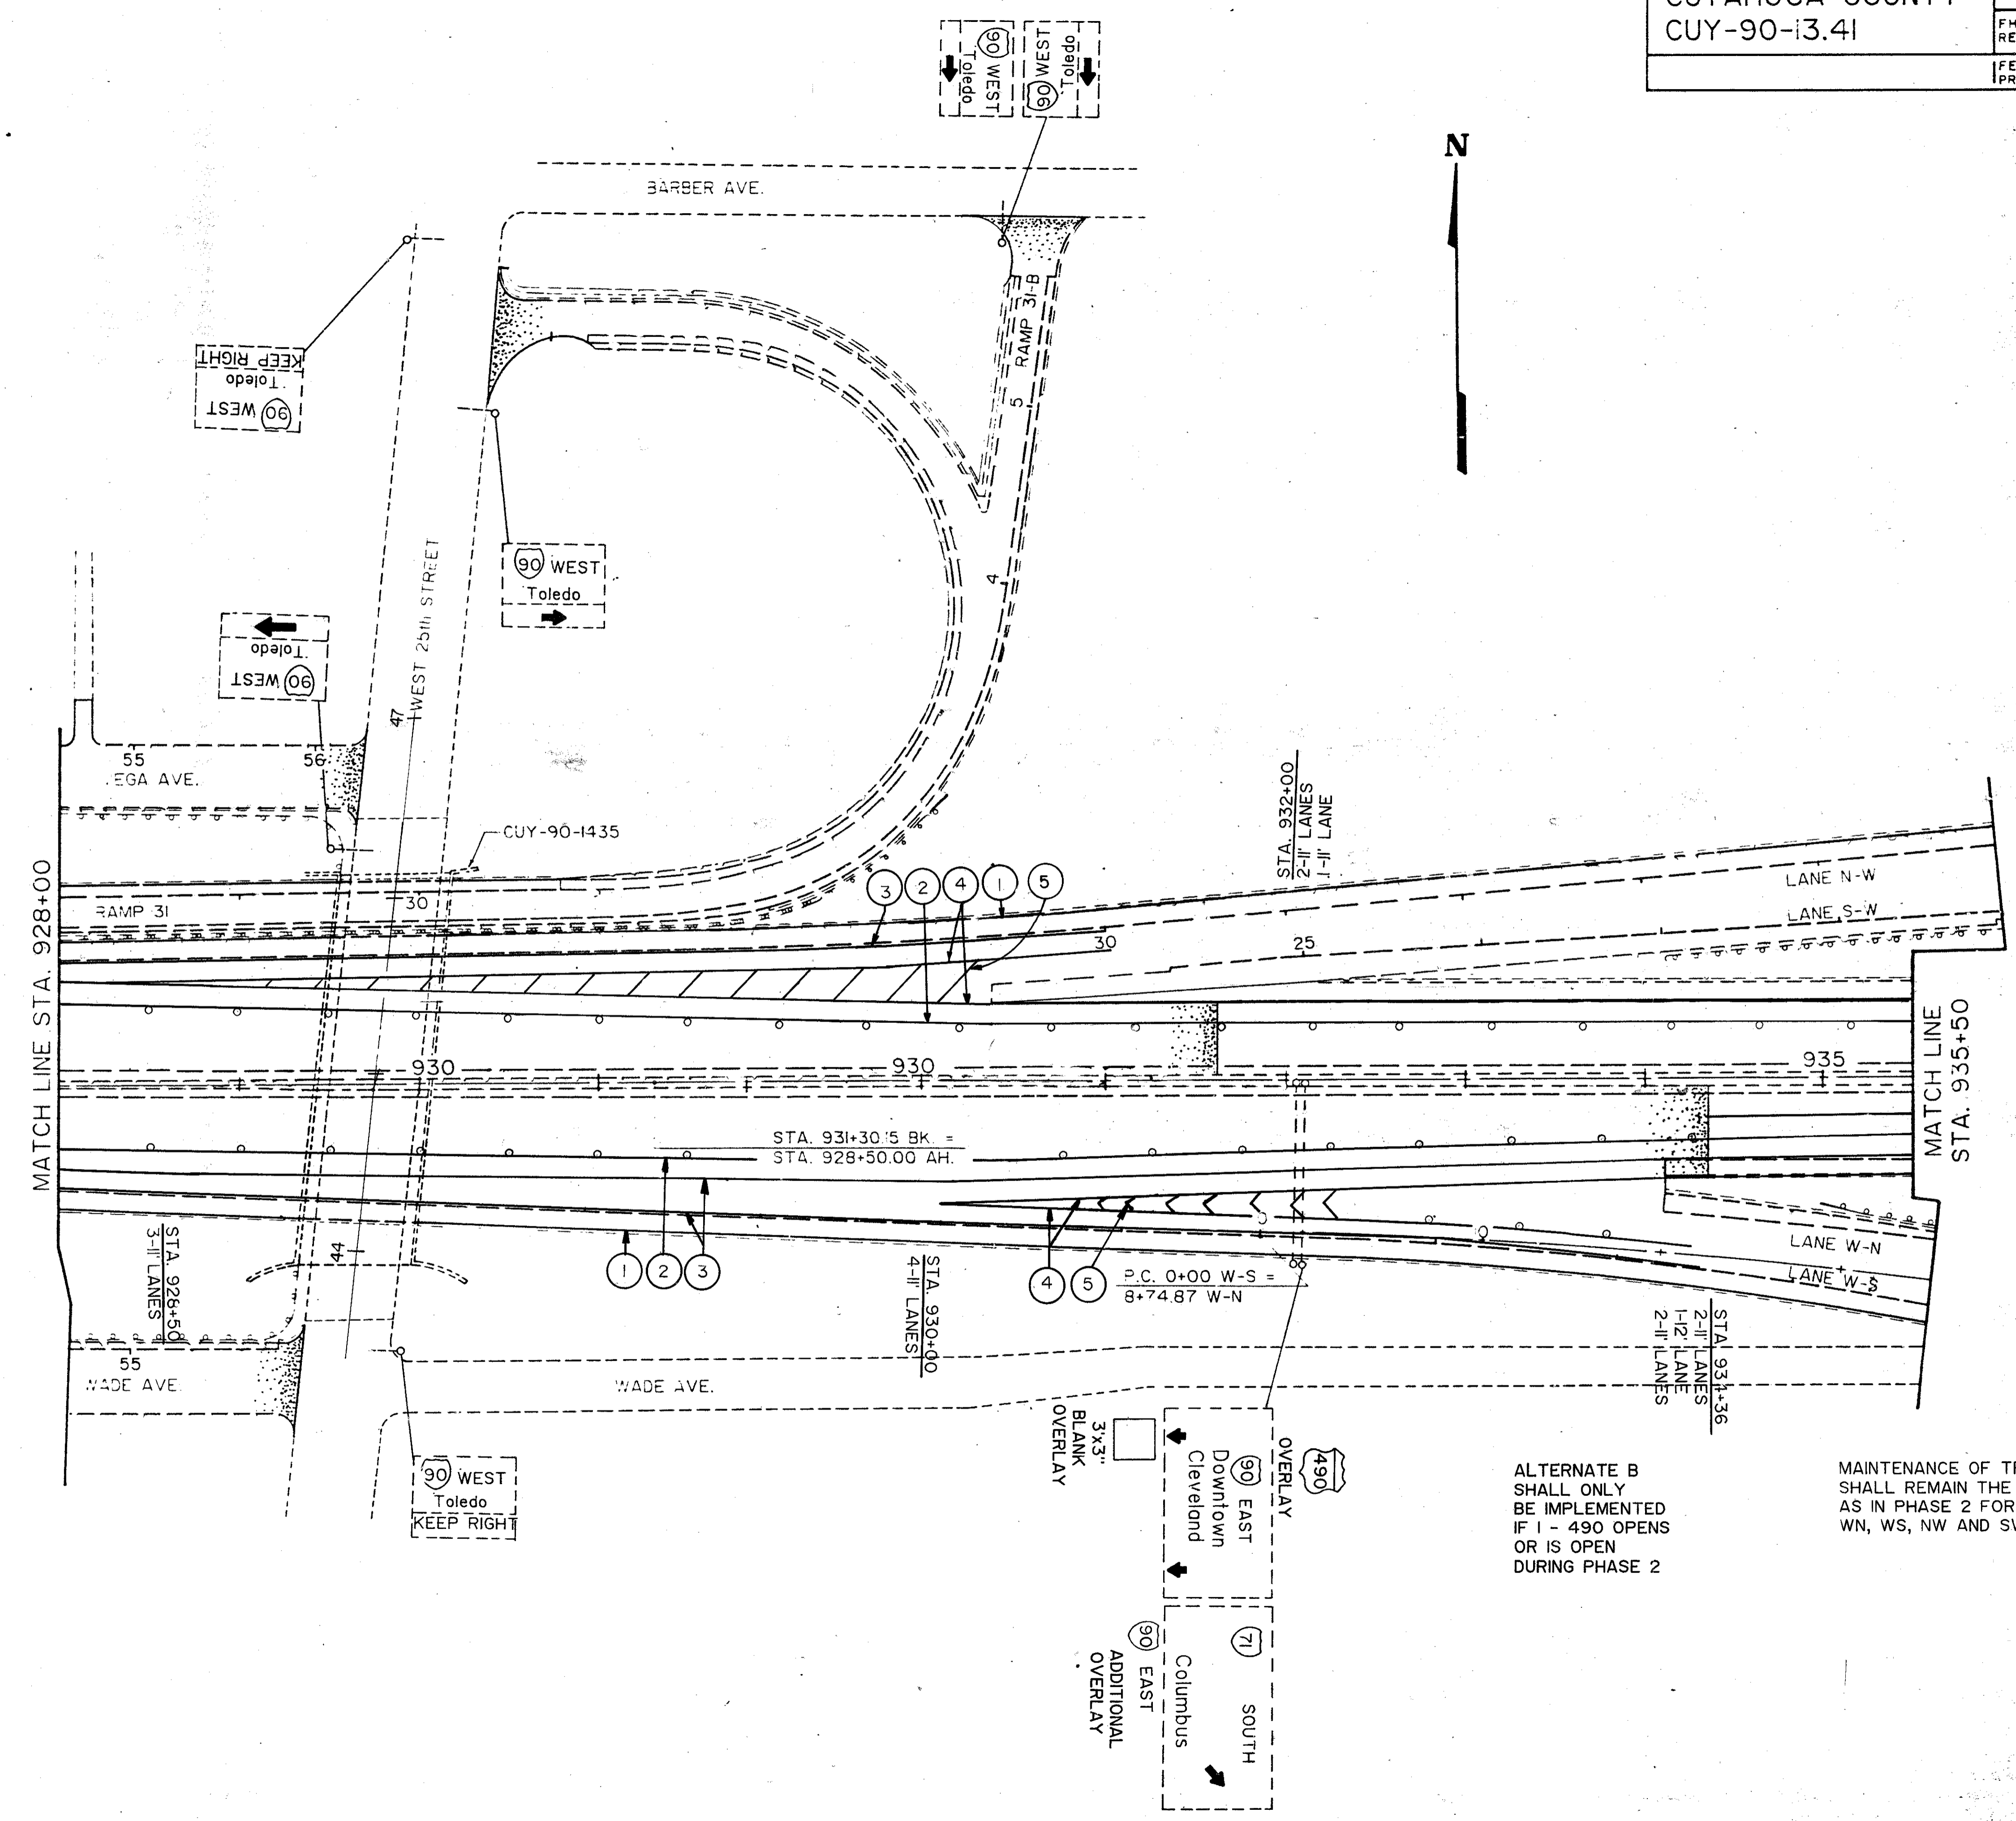 CUYAHOGA COUNTY
CUY-90-13.41
90 WEST
Toledo
90 WEST
Toledo
N
BARBER AVE.
RAMP 31-B
5
4
KEEP RIGHT
Toledo
90 WEST
WEST 25th STREET
47
90 WEST
Toledo
Toledo
90 WEST
55
56
EGA AVE.
CUY-90-1435
MATCH LINE STA. 928+00
RAMP 31
30
3
2
4
1
5
STA. 932+00
2-11' LANES
1-11' LANE
30
25
LANE N-W
LANE S-W
930
930
935
MATCH LINE
STA. 935+50
STA. 931+30.15 BK. =
STA. 928+50.00 AH.
STA. 928+50
3-11' LANES
44
1
2
3
STA. 930+00
4-11' LANES
4
5
P.C. 0+00 W-S =
8+74.87 W-N
LANE W-N
LANE W-S
STA. 934+36
2-11' LANES
1-12' LANE
2-11' LANES
55
WADE AVE.
WADE AVE.
90 WEST
Toledo
KEEP RIGHT
3'x3'
BLANK
OVERLAY
490
OVERLAY
90 EAST
Downtown
Cleveland
71 SOUTH
Columbus
90 EAST
ADDITIONAL
OVERLAY
ALTERNATE B
SHALL ONLY
BE IMPLEMENTED
IF I - 490 OPENS
OR IS OPEN
DURING PHASE 2
MAINTENANCE OF
SHALL REMAIN THE
AS IN PHASE 2 FOR
WN, WS, NW AND